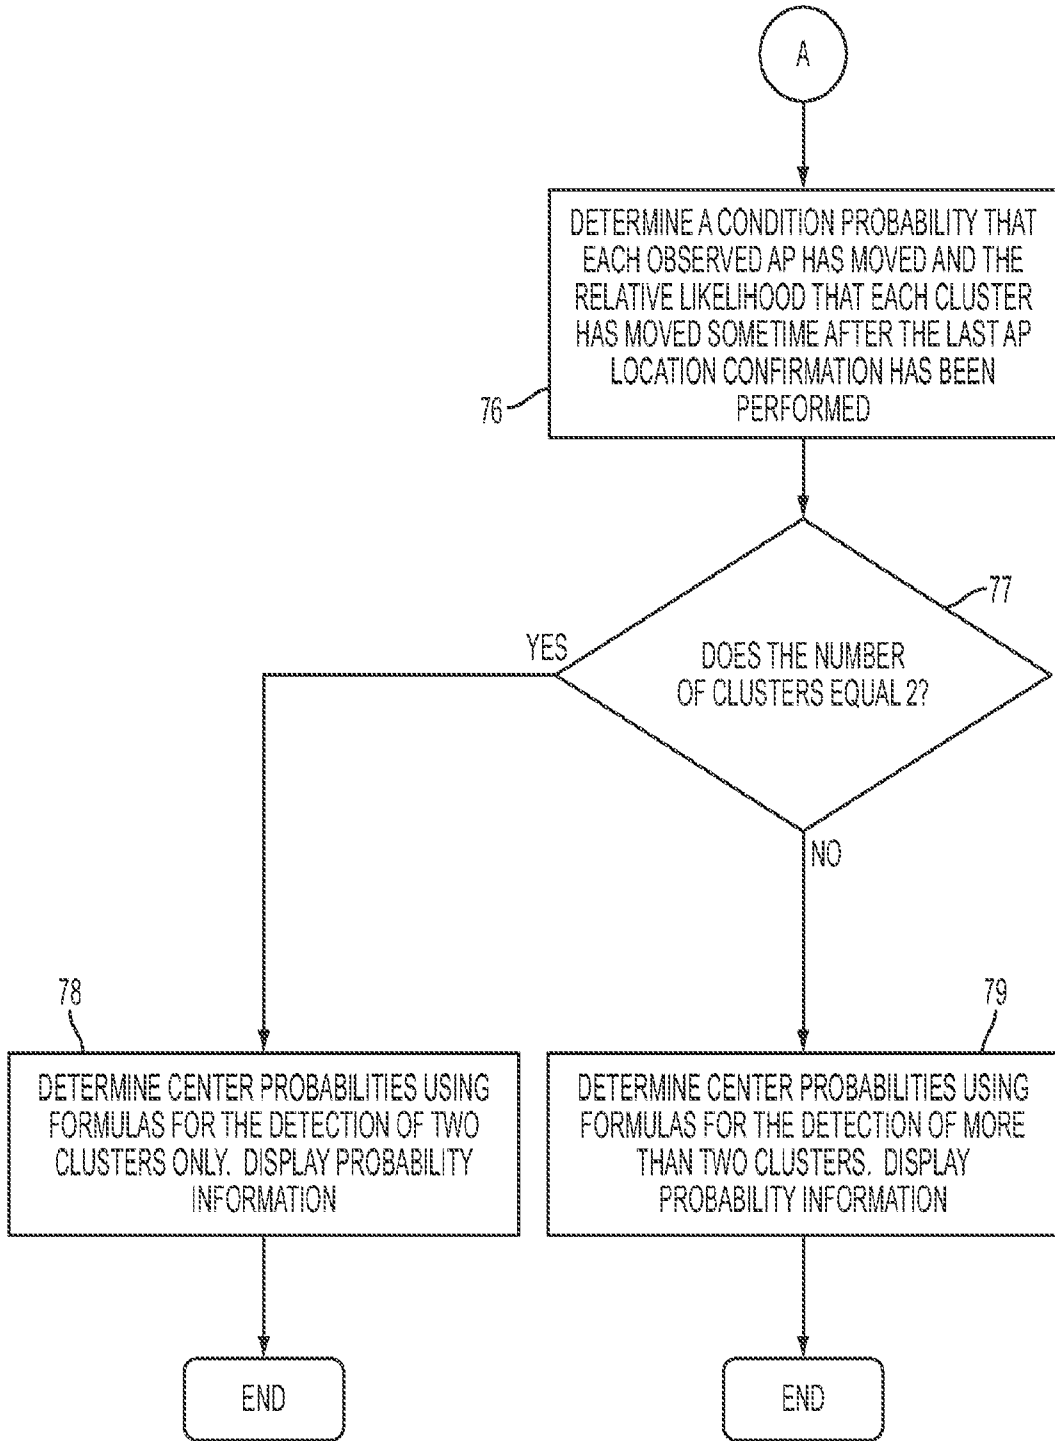 A
DETERMINE A CONDITION PROBABILITY THAT
EACH OBSERVED AP HAS MOVED AND THE
RELATIVE LIKELIHOOD THAT EACH CLUSTER
HAS MOVED SOMETIME AFTER THE LAST AP
LOCATION CONFIRMATION HAS BEEN
PERFORMED
76
77
YES
DOES THE NUMBER
OF CLUSTERS EQUAL 2?
NO
78
79
DETERMINE CENTER PROBABILITIES USING
FORMULAS FOR THE DETECTION OF TWO
CLUSTERS ONLY. DISPLAY PROBABILITY
INFORMATION
DETERMINE CENTER PROBABILITIES USING
FORMULAS FOR THE DETECTION OF MORE
THAN TWO CLUSTERS. DISPLAY
PROBABILITY INFORMATION
END
END